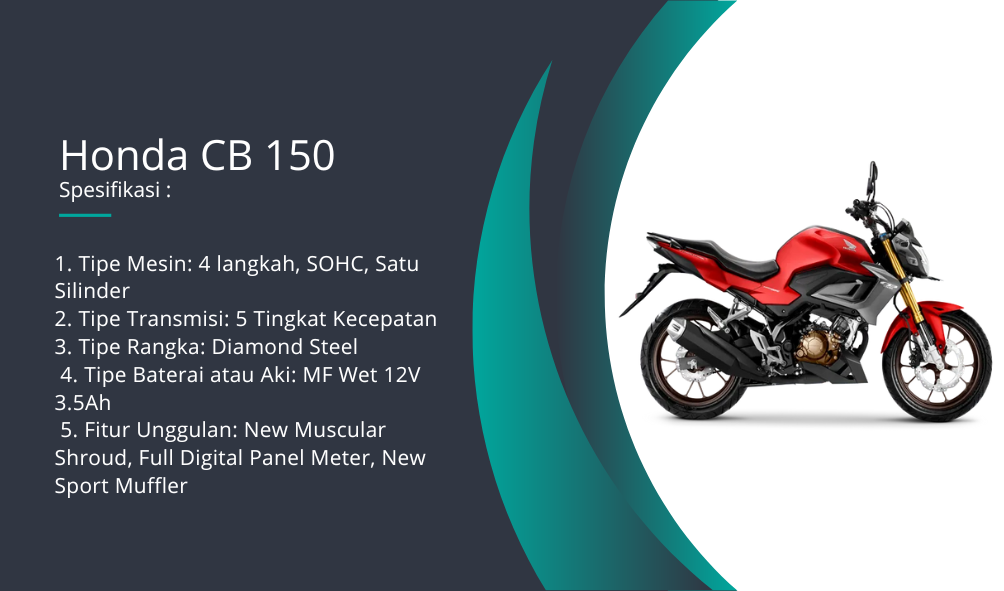 Honda CB 150
Spesifikasi :
1. Tipe Mesin: 4 langkah, SOHC, Satu
Silinder
2. Tipe Transmisi: 5 Tingkat Kecepatan
3. Tipe Rangka: Diamond Steel
4. Tipe Baterai atau Aki: MF Wet 12V
3.5Ah
5. Fitur Unggulan: New Muscular
Shroud, Full Digital Panel Meter, New
Sport Muffler